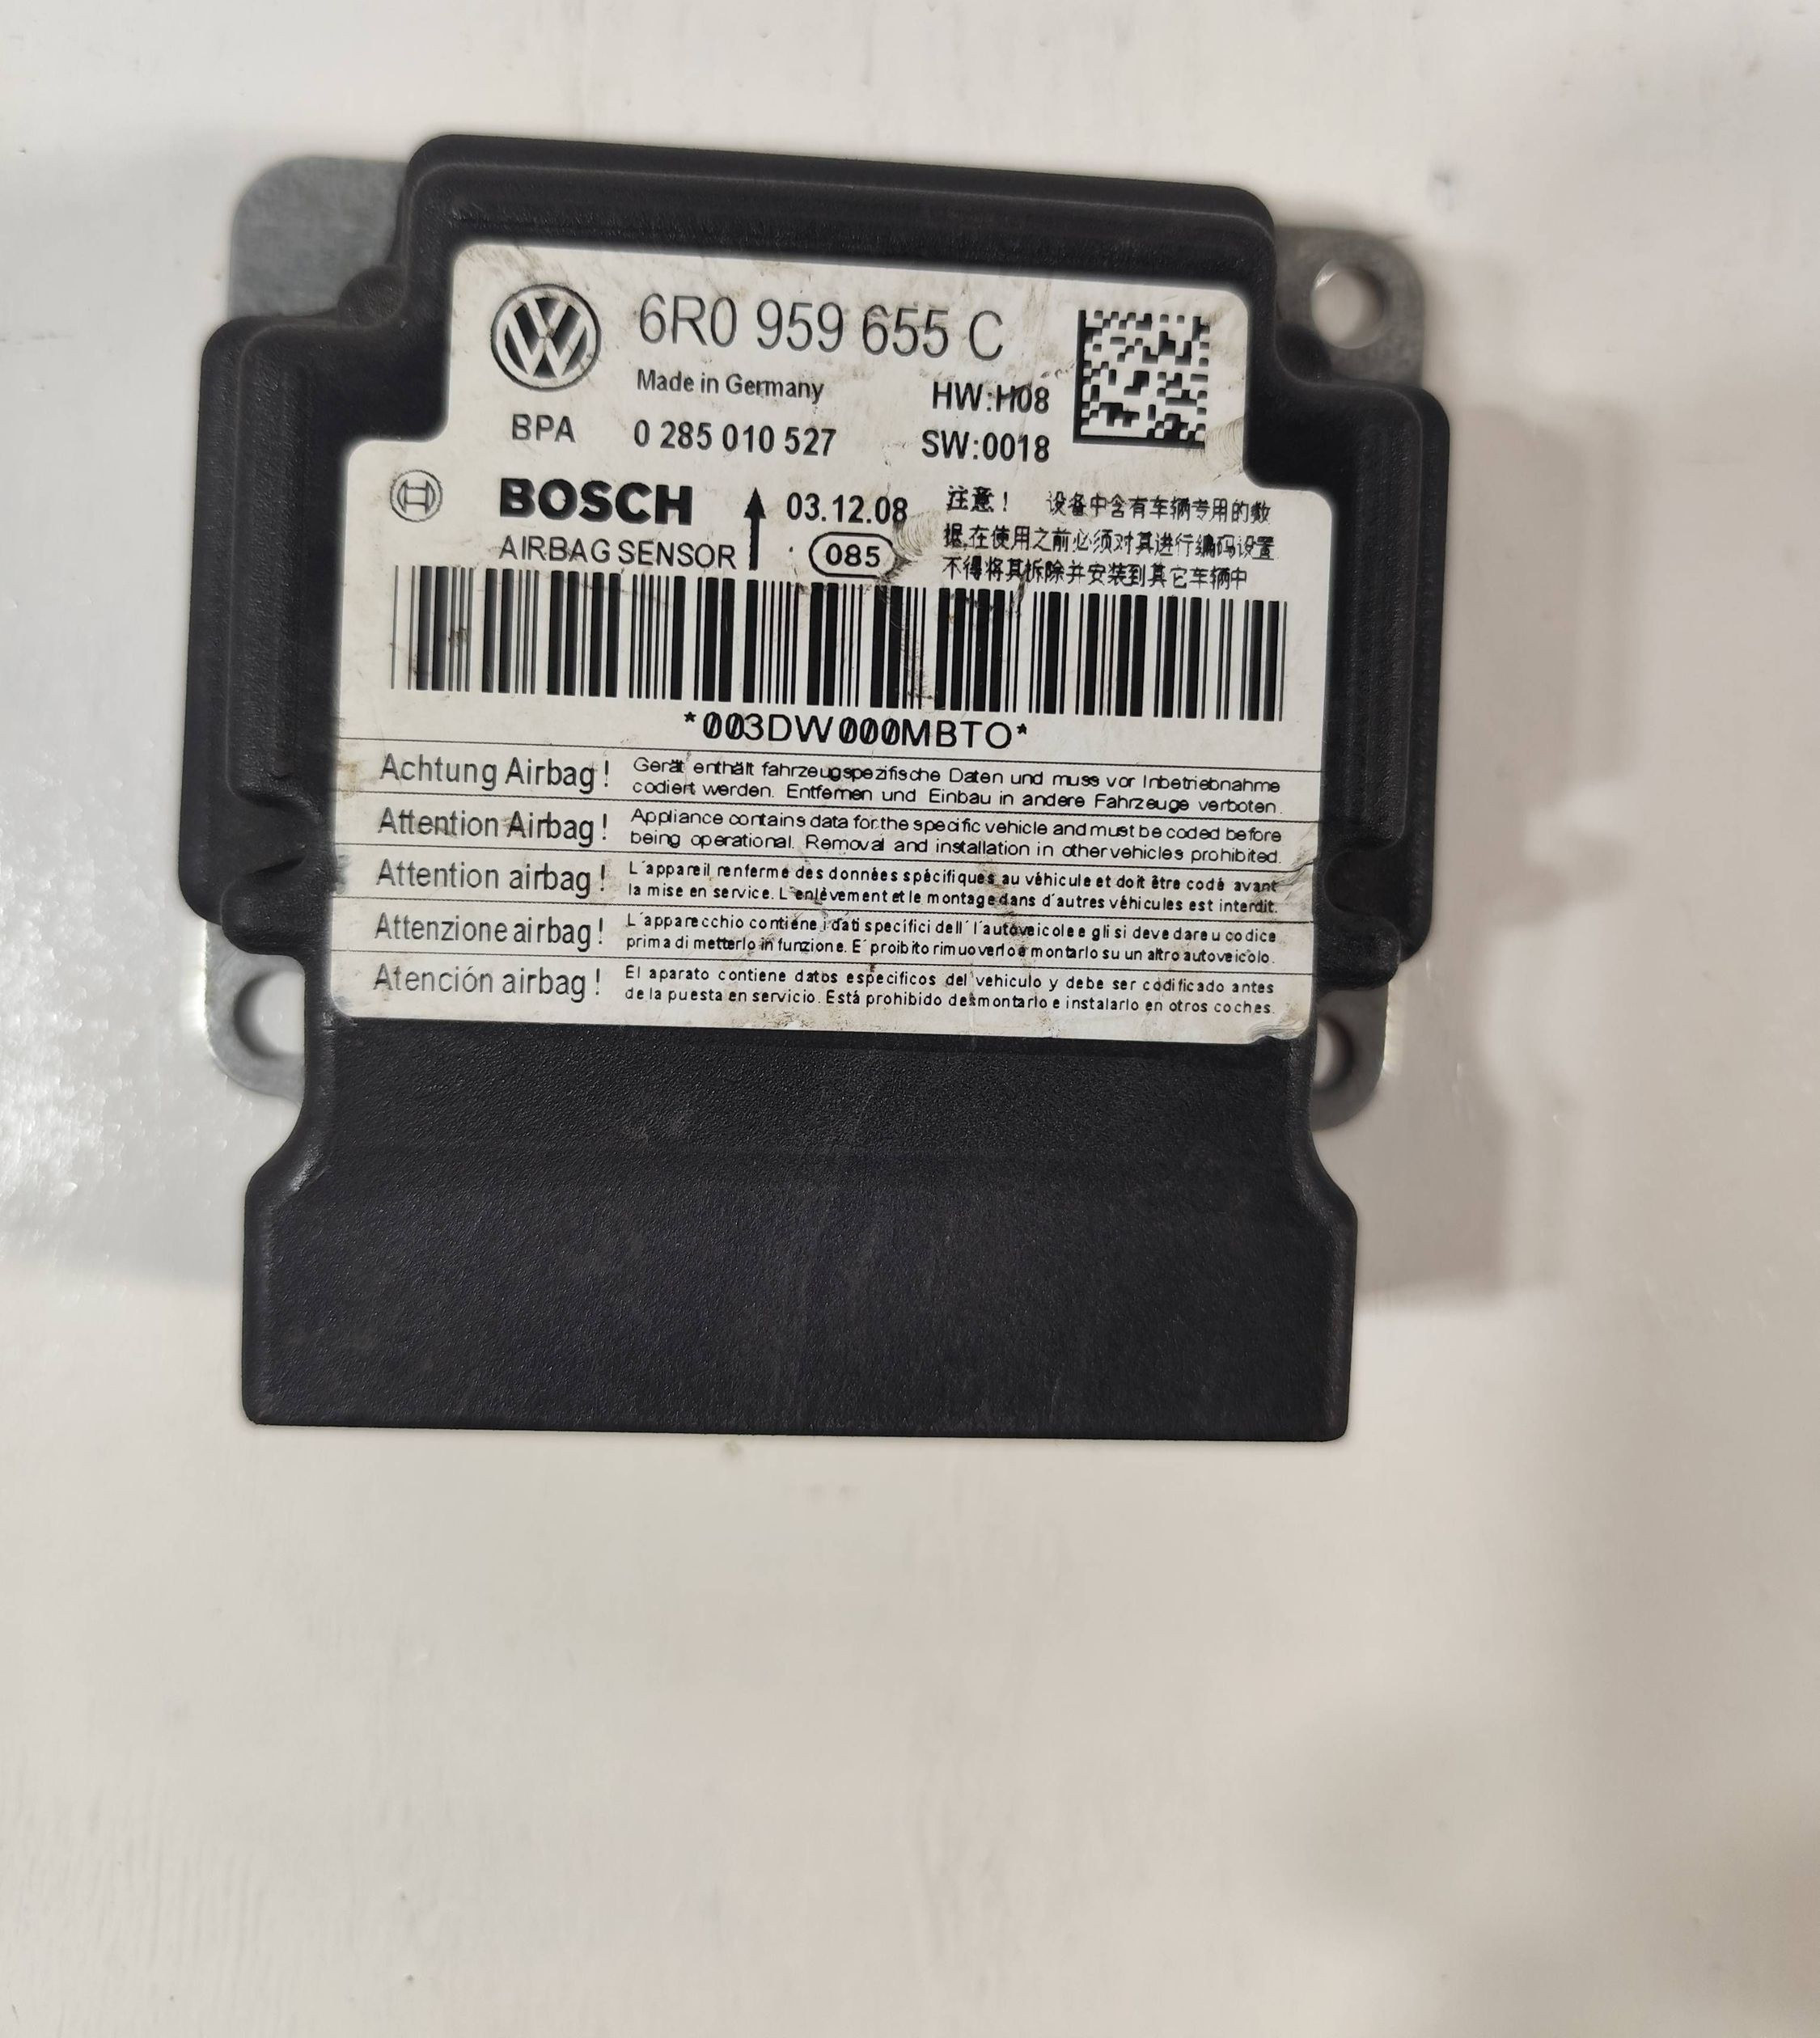 6R0 959 655 C
Made in Germany
HW:H08
BPA 0 285 010 527 SW:0018
BOSCH 03.12.08
AIRBAG SENSOR 085
注意！ 设备中含有车辆专用的数
据,在使用之前必须对其进行编码设置
不得将其拆除并安装到其它车辆中
*003DW000MBTO*
Achtung Airbag! Gerät enthält fahrzeugspezifische Daten und muss vor Inbetriebnahme
codiert werden. Entfernen und Einbau in andere Fahrzeuge verboten.
Attention Airbag! Appliance contains data for the specific vehicle and must be coded before
being operational. Removal and installation in other vehicles prohibited.
Attention airbag! L´appareil renferme des données spécifiques au véhicule et doit être codé avant
la mise en service. L´enlèvement et le montage dans d´autres véhicules est interdit.
Attenzione airbag! L´apparecchio contiene i dati specifici dell´l´autoveicolo e gli si deve dare u codice
prima di metterlo in funzione. E´ proibito rimuoverlo e montarlo su un altro autoveicolo.
Atención airbag! El aparato contiene datos especificos del vehiculo y debe ser codificado antes
de la puesta en servicio. Está prohibido desmontarlo e instalarlo en otros coches.